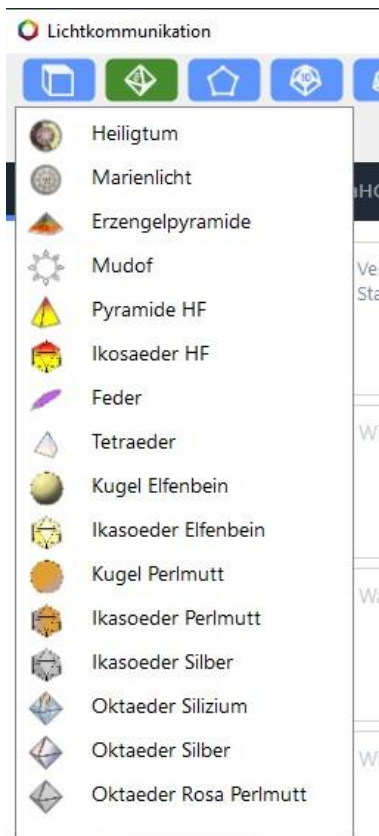 Lichtkommunikation
Heiligtum
Marienlicht
Erzengelpyramide
Mudof
Pyramide HF
Ikosaeder HF
Feder
Tetraeder
Kugel Elfenbein
Ikasoeder Elfenbein
Kugel Perlmutt
Ikasoeder Perlmutt
Ikasoeder Silber
Oktaeder Silizium
Oktaeder Silber
Oktaeder Rosa Perlmutt